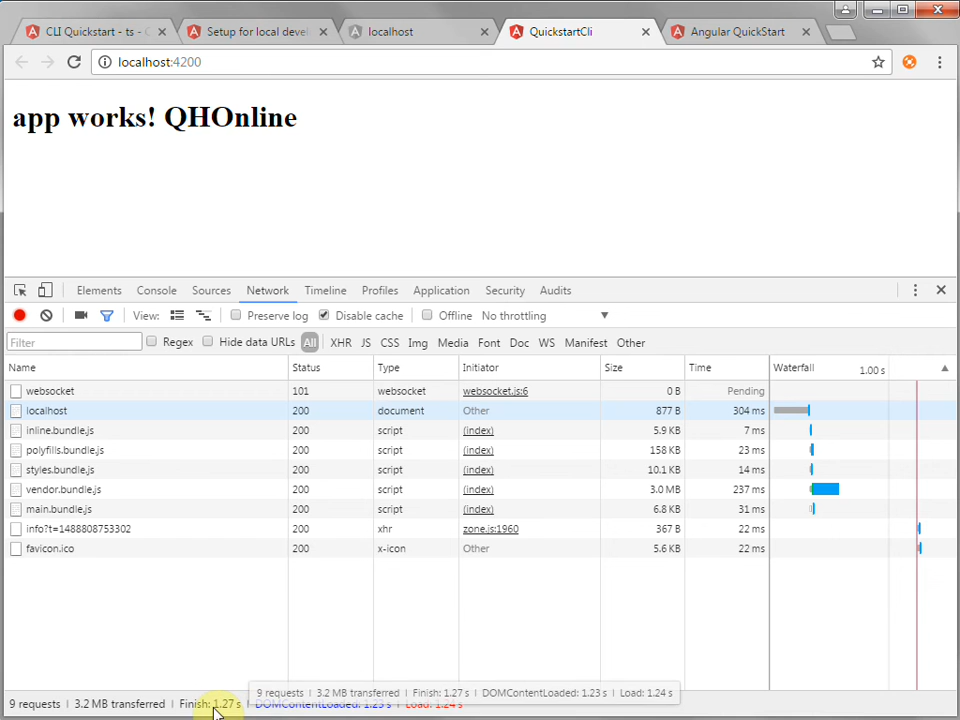 CLI Quickstart - ts - Setup for local devel localhost QuickstartCli Angular QuickStart
localhost:4200
app works! QHOnline
Elements Console Sources Network Timeline Profiles Application Security Audits
View: Preserve log Disable cache Offline No throttling
Filter Regex Hide data URLs All XHR JS CSS Img Media Font Doc WS Manifest Other
Name Status Type Initiator Size Time Waterfall 1.00 s
websocket 101 websocket websocket.js:6 0 B Pending
localhost 200 document Other 877 B 304 ms
inline.bundle.js 200 script (index) 5.9 KB 7 ms
polyfills.bundle.js 200 script (index) 158 KB 23 ms
styles.bundle.js 200 script (index) 10.1 KB 14 ms
vendor.bundle.js 200 script (index) 3.0 MB 237 ms
main.bundle.js 200 script (index) 6.8 KB 31 ms
info?t=1488808753302 200 xhr zone.js:1960 367 B 22 ms
favicon.ico 200 x-icon Other 5.6 KB 22 ms
9 requests | 3.2 MB transferred | Finish: 1.27 s | DOMContentLoaded: 1.23 s | Load: 1.24 s
9 requests | 3.2 MB transferred | Finish: 1.27 s | DOMContentLoaded: 1.23 s | Load: 1.24 s